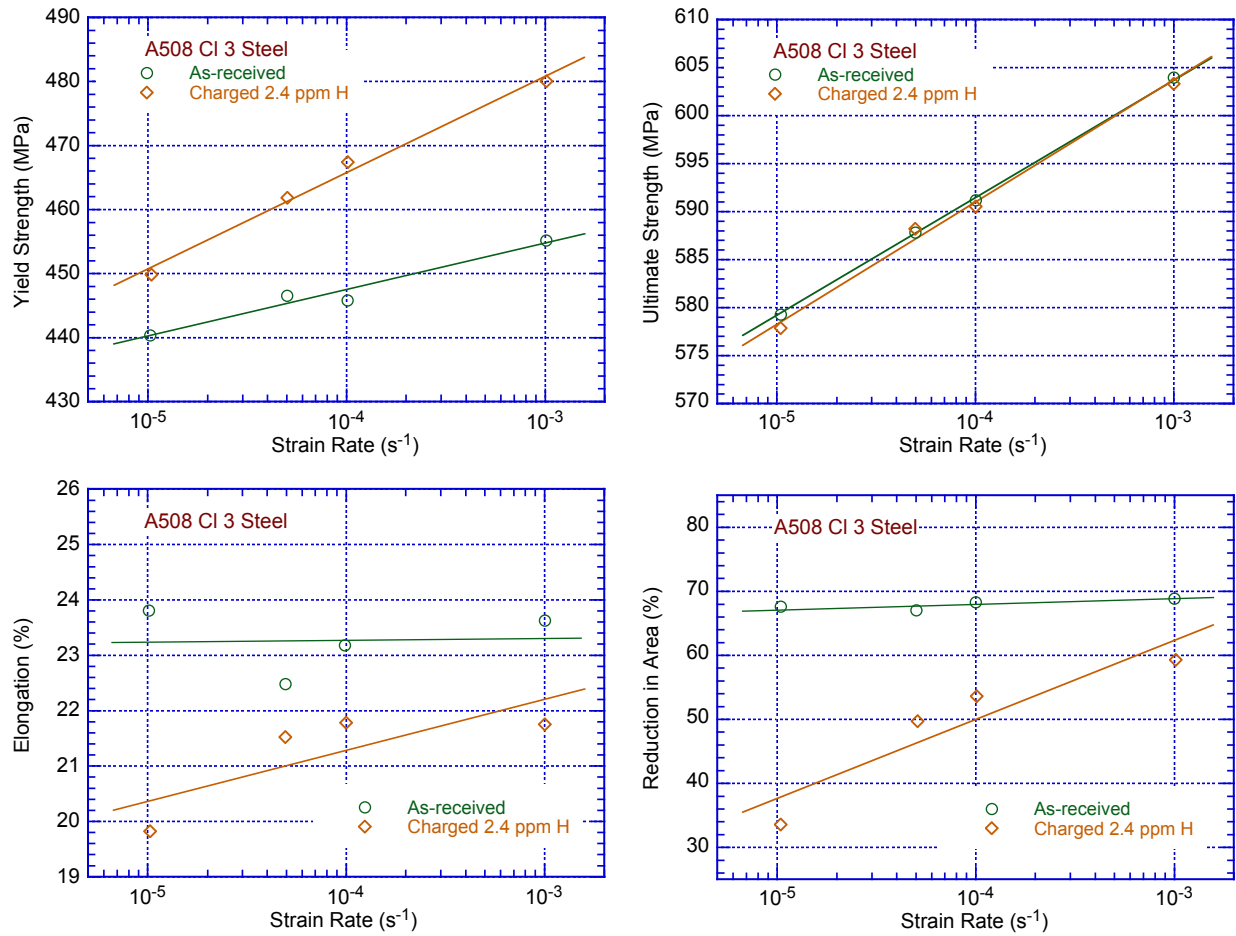 490
480
470
460
450
440
430
Yield Strength (MPa)
A508 Cl 3 Steel
As-received
Charged 2.4 ppm H
10-5
10-4
10-3
Strain Rate (s-1)
610
605
600
595
590
585
580
575
570
Ultimate Strength (MPa)
A508 Cl 3 Steel
As-received
Charged 2.4 ppm H
10-5
10-4
10-3
Strain Rate (s-1)
26
25
24
23
22
21
20
19
Elongation (%)
A508 Cl 3 Steel
As-received
Charged 2.4 ppm H
10-5
10-4
10-3
Strain Rate (s-1)
80
70
60
50
40
30
Reduction in Area (%)
A508 Cl 3 Steel
As-received
Charged 2.4 ppm H
10-5
10-4
10-3
Strain Rate (s-1)